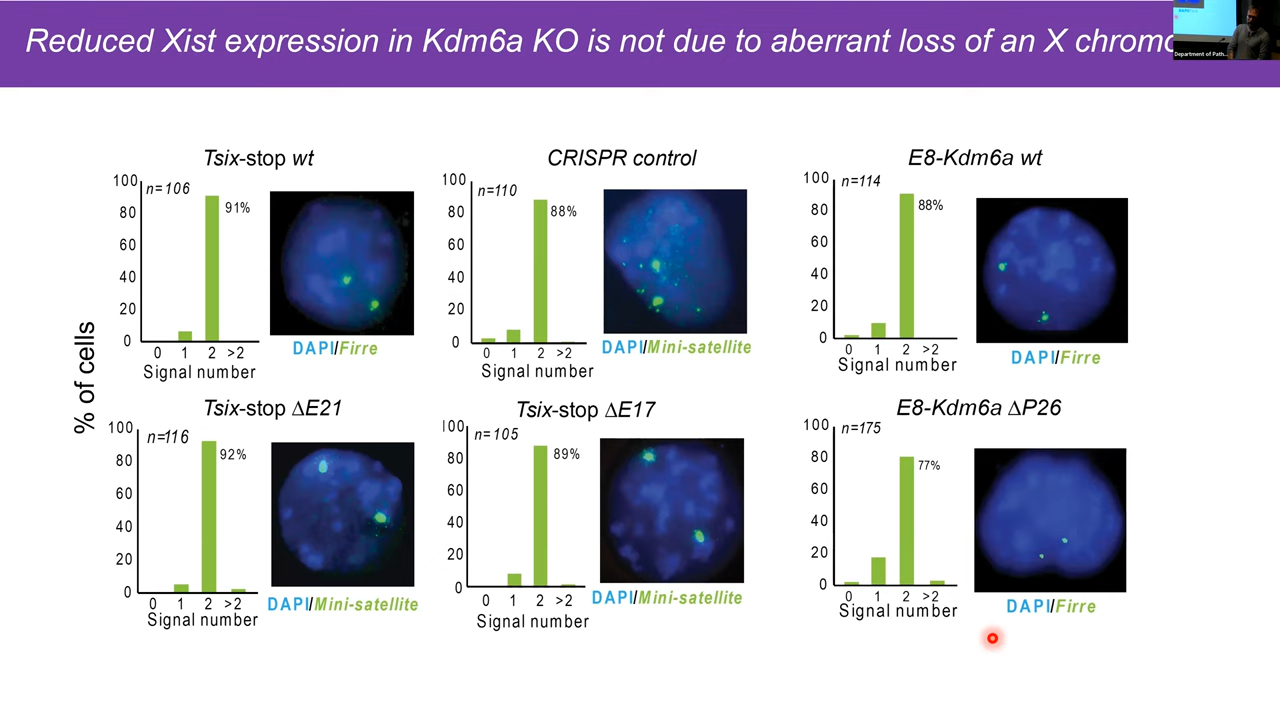 Reduced Xist expression in Kdm6a KO is not due to aberrant loss of an X
Department of Path...
% of cells
Tsix-stop wt
n=106
100
80
60
40
20
0
91%
0 1 2 >2
Signal number
DAPI/Firre
CRISPR control
n=110
100
80
60
40
20
0
88%
0 1 2 >2
Signal number
DAPI/Mini-satellite
E8-Kdm6a wt
n=114
100
80
60
40
20
0
88%
0 1 2 >2
Signal number
DAPI/Firre
Tsix-stop ΔE21
n=116
100
80
60
40
20
0
92%
0 1 2 >2
Signal number
DAPI/Mini-satellite
Tsix-stop ΔE17
n=105
100
80
60
40
20
0
89%
0 1 2 >2
Signal number
DAPI/Mini-satellite
E8-Kdm6a ΔP26
n=175
100
80
60
40
20
0
77%
0 1 2 >2
Signal number
DAPI/Firre